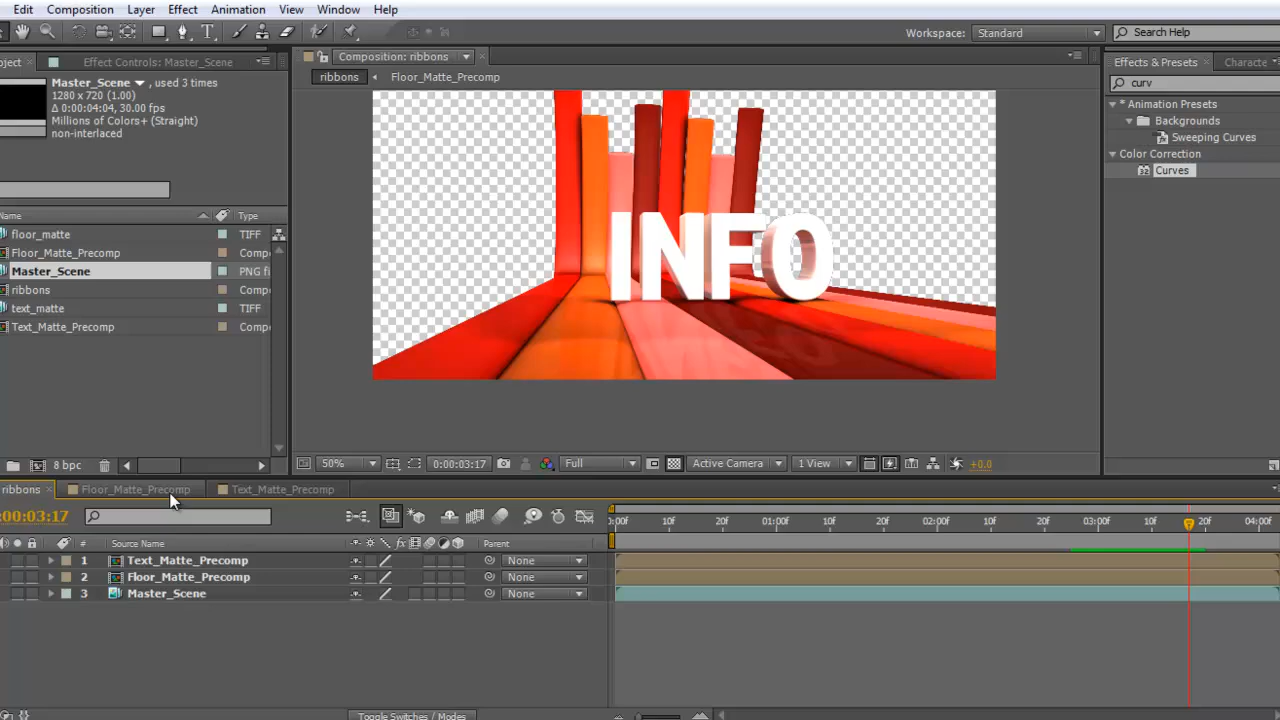 Edit Composition Layer Effect Animation View Window Help
Workspace: Standard Search Help
oject Effect Controls: Master_Scene Composition: ribbons Effects & Presets Characte
ribbons Floor_Matte_Precomp
Master_Scene , used 3 times
1280 x 720 (1.00)
Δ 0:00:04:04, 30.00 fps
Millions of Colors+ (Straight)
non-interlaced
curv
* Animation Presets
Backgrounds
Sweeping Curves
Color Correction
32 Curves
INFO
Name Type
floor_matte TIFF
Floor_Matte_Precomp Compo
Master_Scene PNG fi
ribbons Compo
text_matte TIFF
Text_Matte_Precomp Compo
8 bpc 50% 0:00:03:17 Full Active Camera 1 View +0.0
ribbons Floor_Matte_Precomp Text_Matte_Precomp
:00:03:17
):00f 10f 20f 01:00f 10f 20f 02:00f 10f 20f 03:00f 10f 20f 04:00f
# Source Name fx Parent
1 Text_Matte_Precomp None
2 Floor_Matte_Precomp None
3 Master_Scene None
Toggle Switches / Modes